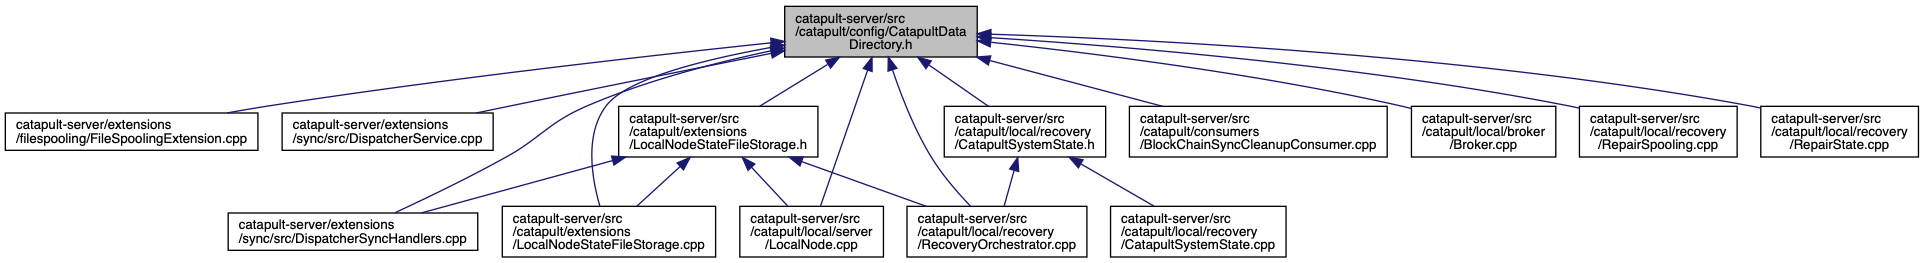 catapult-server/src
/catapult/config/CatapultData
Directory.h
catapult-server/extensions
/filespooling/FileSpoolingExtension.cpp
catapult-server/extensions
/sync/src/DispatcherService.cpp
catapult-server/src
/catapult/extensions
/LocalNodeStateFileStorage.h
catapult-server/src
/catapult/local/recovery
/CatapultSystemState.h
catapult-server/src
/catapult/consumers
/BlockChainSyncCleanupConsumer.cpp
catapult-server/src
/catapult/local/broker
/Broker.cpp
catapult-server/src
/catapult/local/recovery
/RepairSpooling.cpp
catapult-server/src
/catapult/local/recovery
/RepairState.cpp
catapult-server/extensions
/sync/src/DispatcherSyncHandlers.cpp
catapult-server/src
/catapult/extensions
/LocalNodeStateFileStorage.cpp
catapult-server/src
/catapult/local/server
/LocalNode.cpp
catapult-server/src
/catapult/local/recovery
/RecoveryOrchestrator.cpp
catapult-server/src
/catapult/local/recovery
/CatapultSystemState.cpp